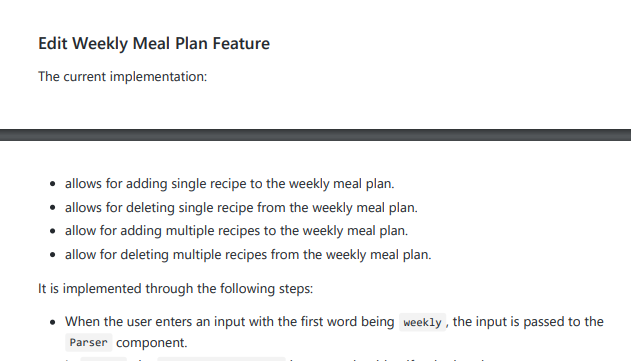 Edit Weekly Meal Plan Feature
The current implementation:
allows for adding single recipe to the weekly meal plan.
allows for deleting single recipe from the weekly meal plan.
allow for adding multiple recipes to the weekly meal plan.
allow for deleting multiple recipes from the weekly meal plan.
It is implemented through the following steps:
When the user enters an input with the first word being weekly, the input is passed to the
Parser component.